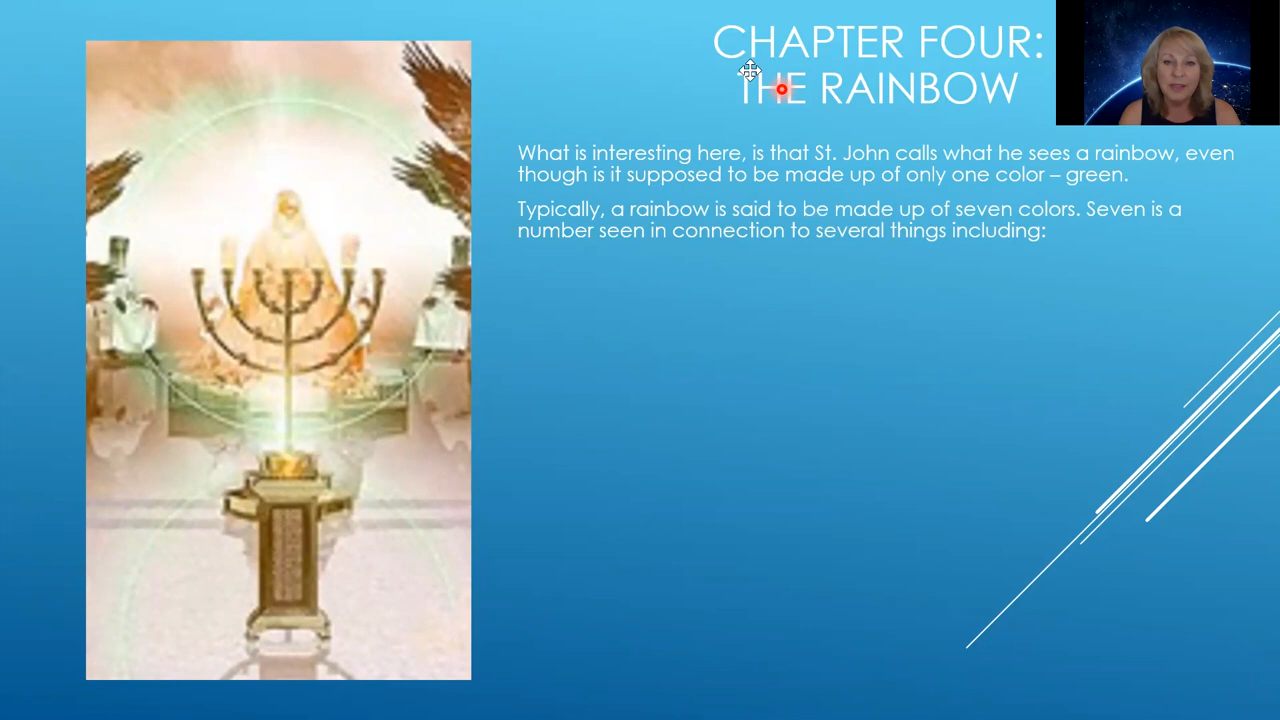 CHAPTER FOUR:
THE RAINBOW
What is interesting here, is that St. John calls what he sees a rainbow, even
though is it supposed to be made up of only one color – green.
Typically, a rainbow is said to be made up of seven colors. Seven is a
number seen in connection to several things including: